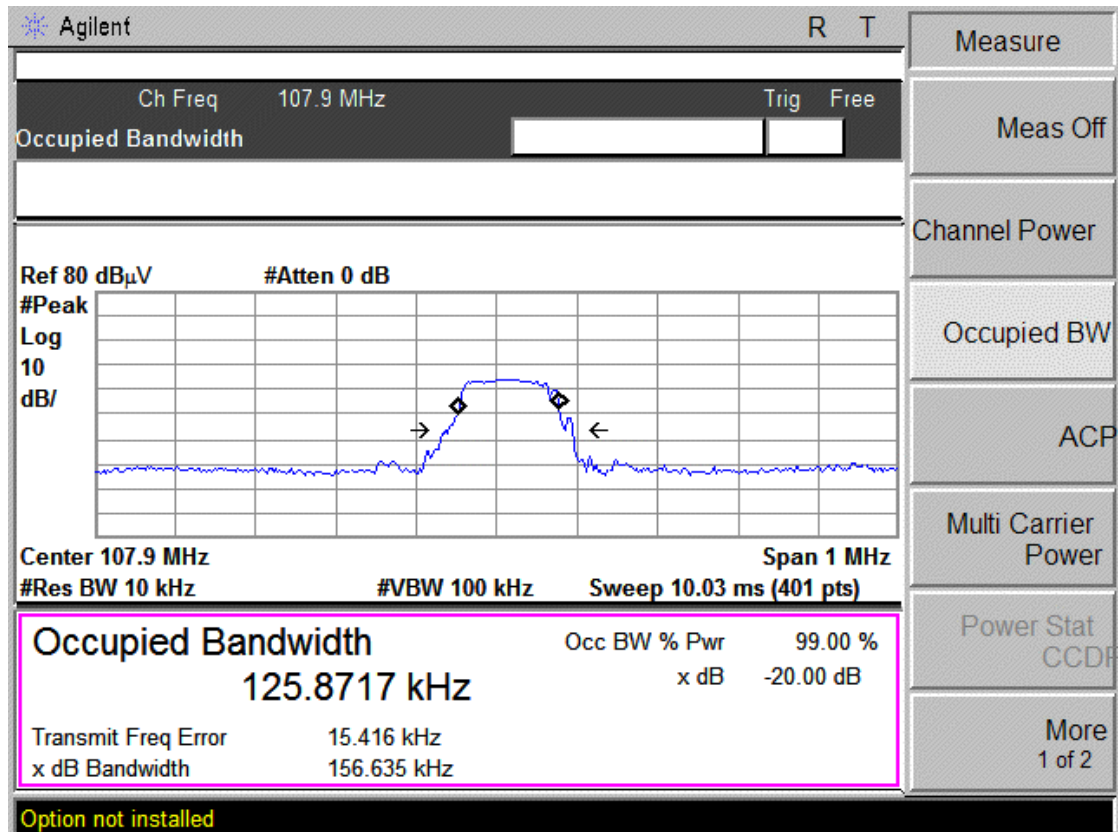 Agilent R T
Ch Freq 107.9 MHz Trig Free
Occupied Bandwidth
Ref 80 dBμV #Atten 0 dB
#Peak
Log
10
dB/
Center 107.9 MHz Span 1 MHz
#Res BW 10 kHz #VBW 100 kHz Sweep 10.03 ms (401 pts)
Occupied Bandwidth Occ BW % Pwr 99.00 %
125.8717 kHz x dB -20.00 dB
Transmit Freq Error 15.416 kHz
x dB Bandwidth 156.635 kHz
Option not installed
Measure
Meas Off
Channel Power
Occupied BW
ACP
Multi Carrier
Power
Power Stat
CCDF
More
1 of 2